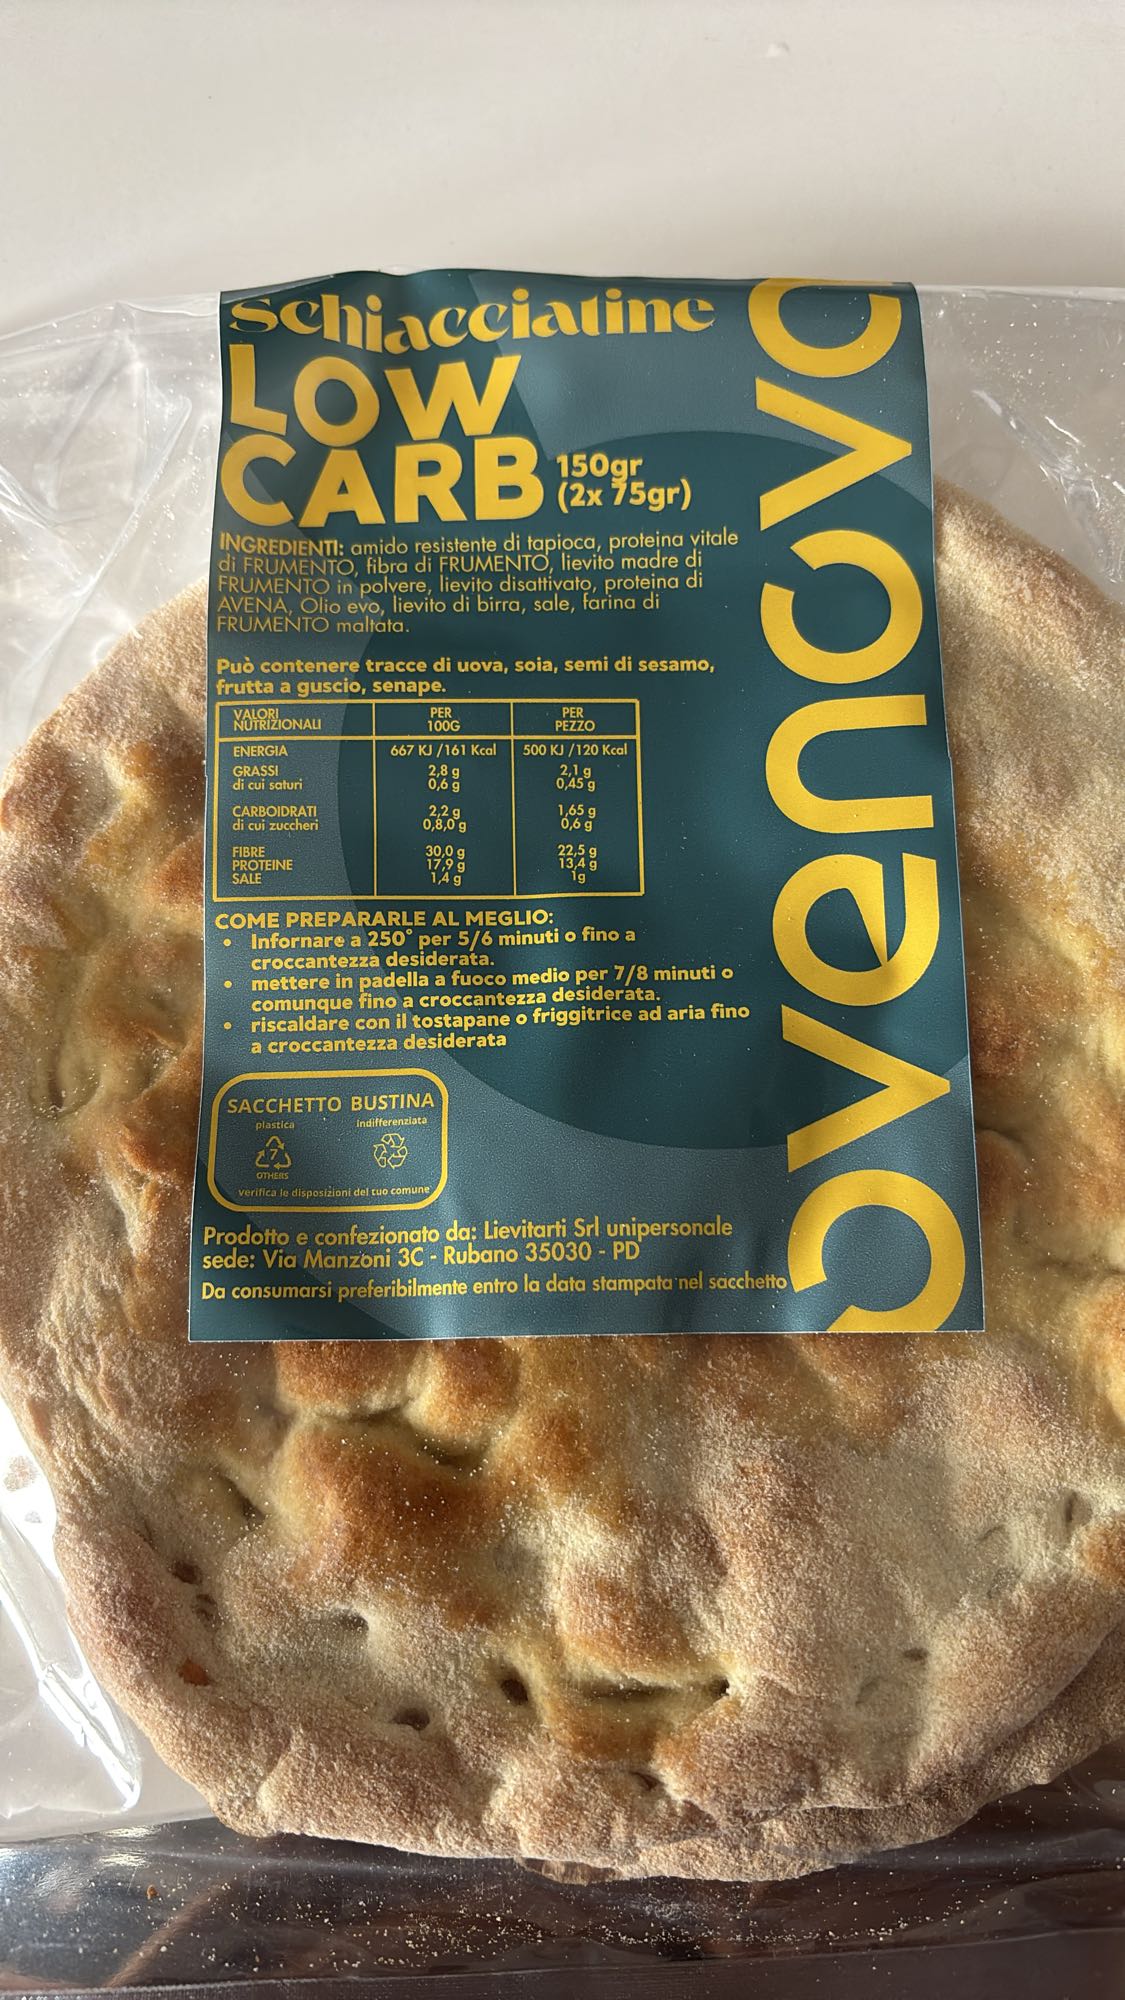 Schiacciatine
LOW
CARB
150gr
(2x 75gr)
INGREDIENTI: amido resistente di tapioca, proteina vitale
di FRUMENTO, fibra di FRUMENTO, lievito madre di
FRUMENTO in polvere, lievito disattivato, proteina di
AVENA, Olio evo, lievito di birra, sale, farina di
FRUMENTO maltata.
Può contenere tracce di uova, soia, semi di sesamo,
frutta a guscio, senape.
VALORI NUTRIZIONALI PER 100G PER PEZZO
ENERGIA 667 KJ /161 Kcal 500 KJ /120 Kcal
GRASSI 2,8 g 2,1 g
di cui saturi 0,6 g 0,45 g
CARBOIDRATI 2,2 g 1,65 g
di cui zuccheri 0,8,0 g 0,6 g
FIBRE 30,0 g 22,5 g
PROTEINE 17,9 g 13,4 g
SALE 1,4 g 1g
COME PREPARARLE AL MEGLIO:
• Infornare a 250° per 5/6 minuti o fino a
croccantezza desiderata.
• mettere in padella a fuoco medio per 7/8 minuti o
comunque fino a croccantezza desiderata.
• riscaldare con il tostapane o friggitrice ad aria fino
a croccantezza desiderata
SACCHETTO BUSTINA
plastica indifferenziata
7
OTHERS
verifica le disposizioni del tuo comune
Prodotto e confezionato da: Lievitarti Srl unipersonale
sede: Via Manzoni 3C - Rubano 35030 - PD
Da consumarsi preferibilmente entro la data stampata nel sacchetto
ovenova